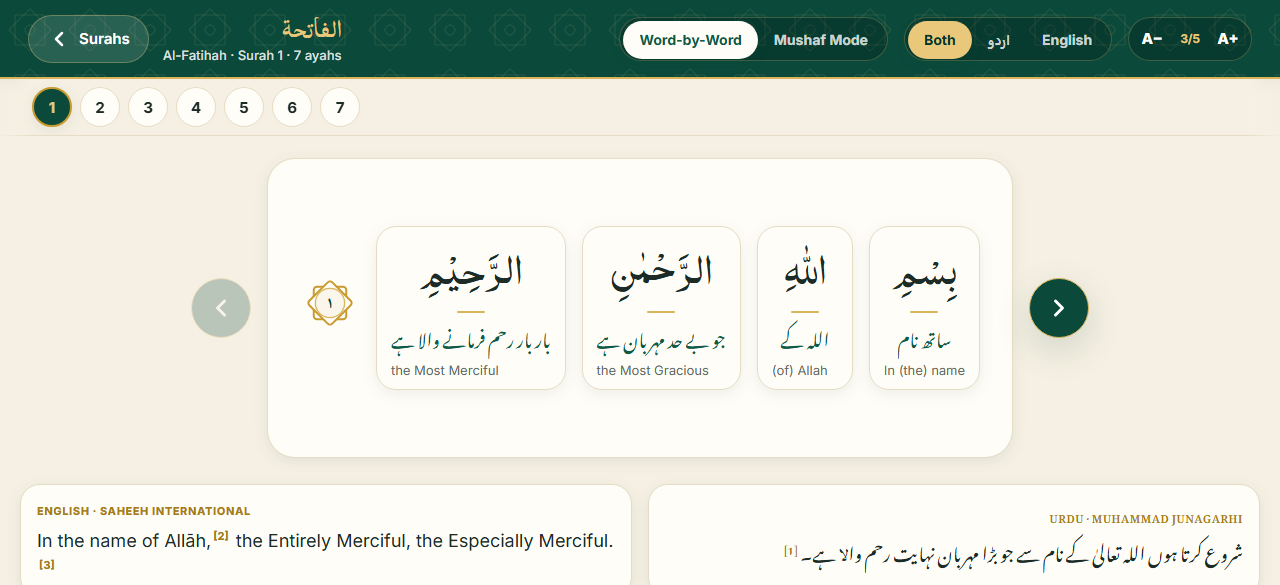 Surahs
الفاتحة
Al-Fatihah · Surah 1 · 7 ayahs
Word-by-Word Mushaf Mode
Both اردو English
A− 3/5 A+
1 2 3 4 5 6 7
بِسْمِ اللّٰهِ الرَّحْمٰنِ الرَّحِيْمِ ١
ساتھ نام اللہ کے جو بے حد مہربان ہے بار بار رحم فرمانے والا ہے
In (the) name (of) Allah the Most Gracious the Most Merciful
ENGLISH · SAHEEH INTERNATIONAL
In the name of Allāh,[2] the Entirely Merciful, the Especially Merciful.
[3]
URDU · MUHAMMAD JUNAGARHI
شروع کرتا ہوں اللہ تعالیٰ کے نام سے جو بڑا مہربان نہایت رحم والا ہے۔ [1]